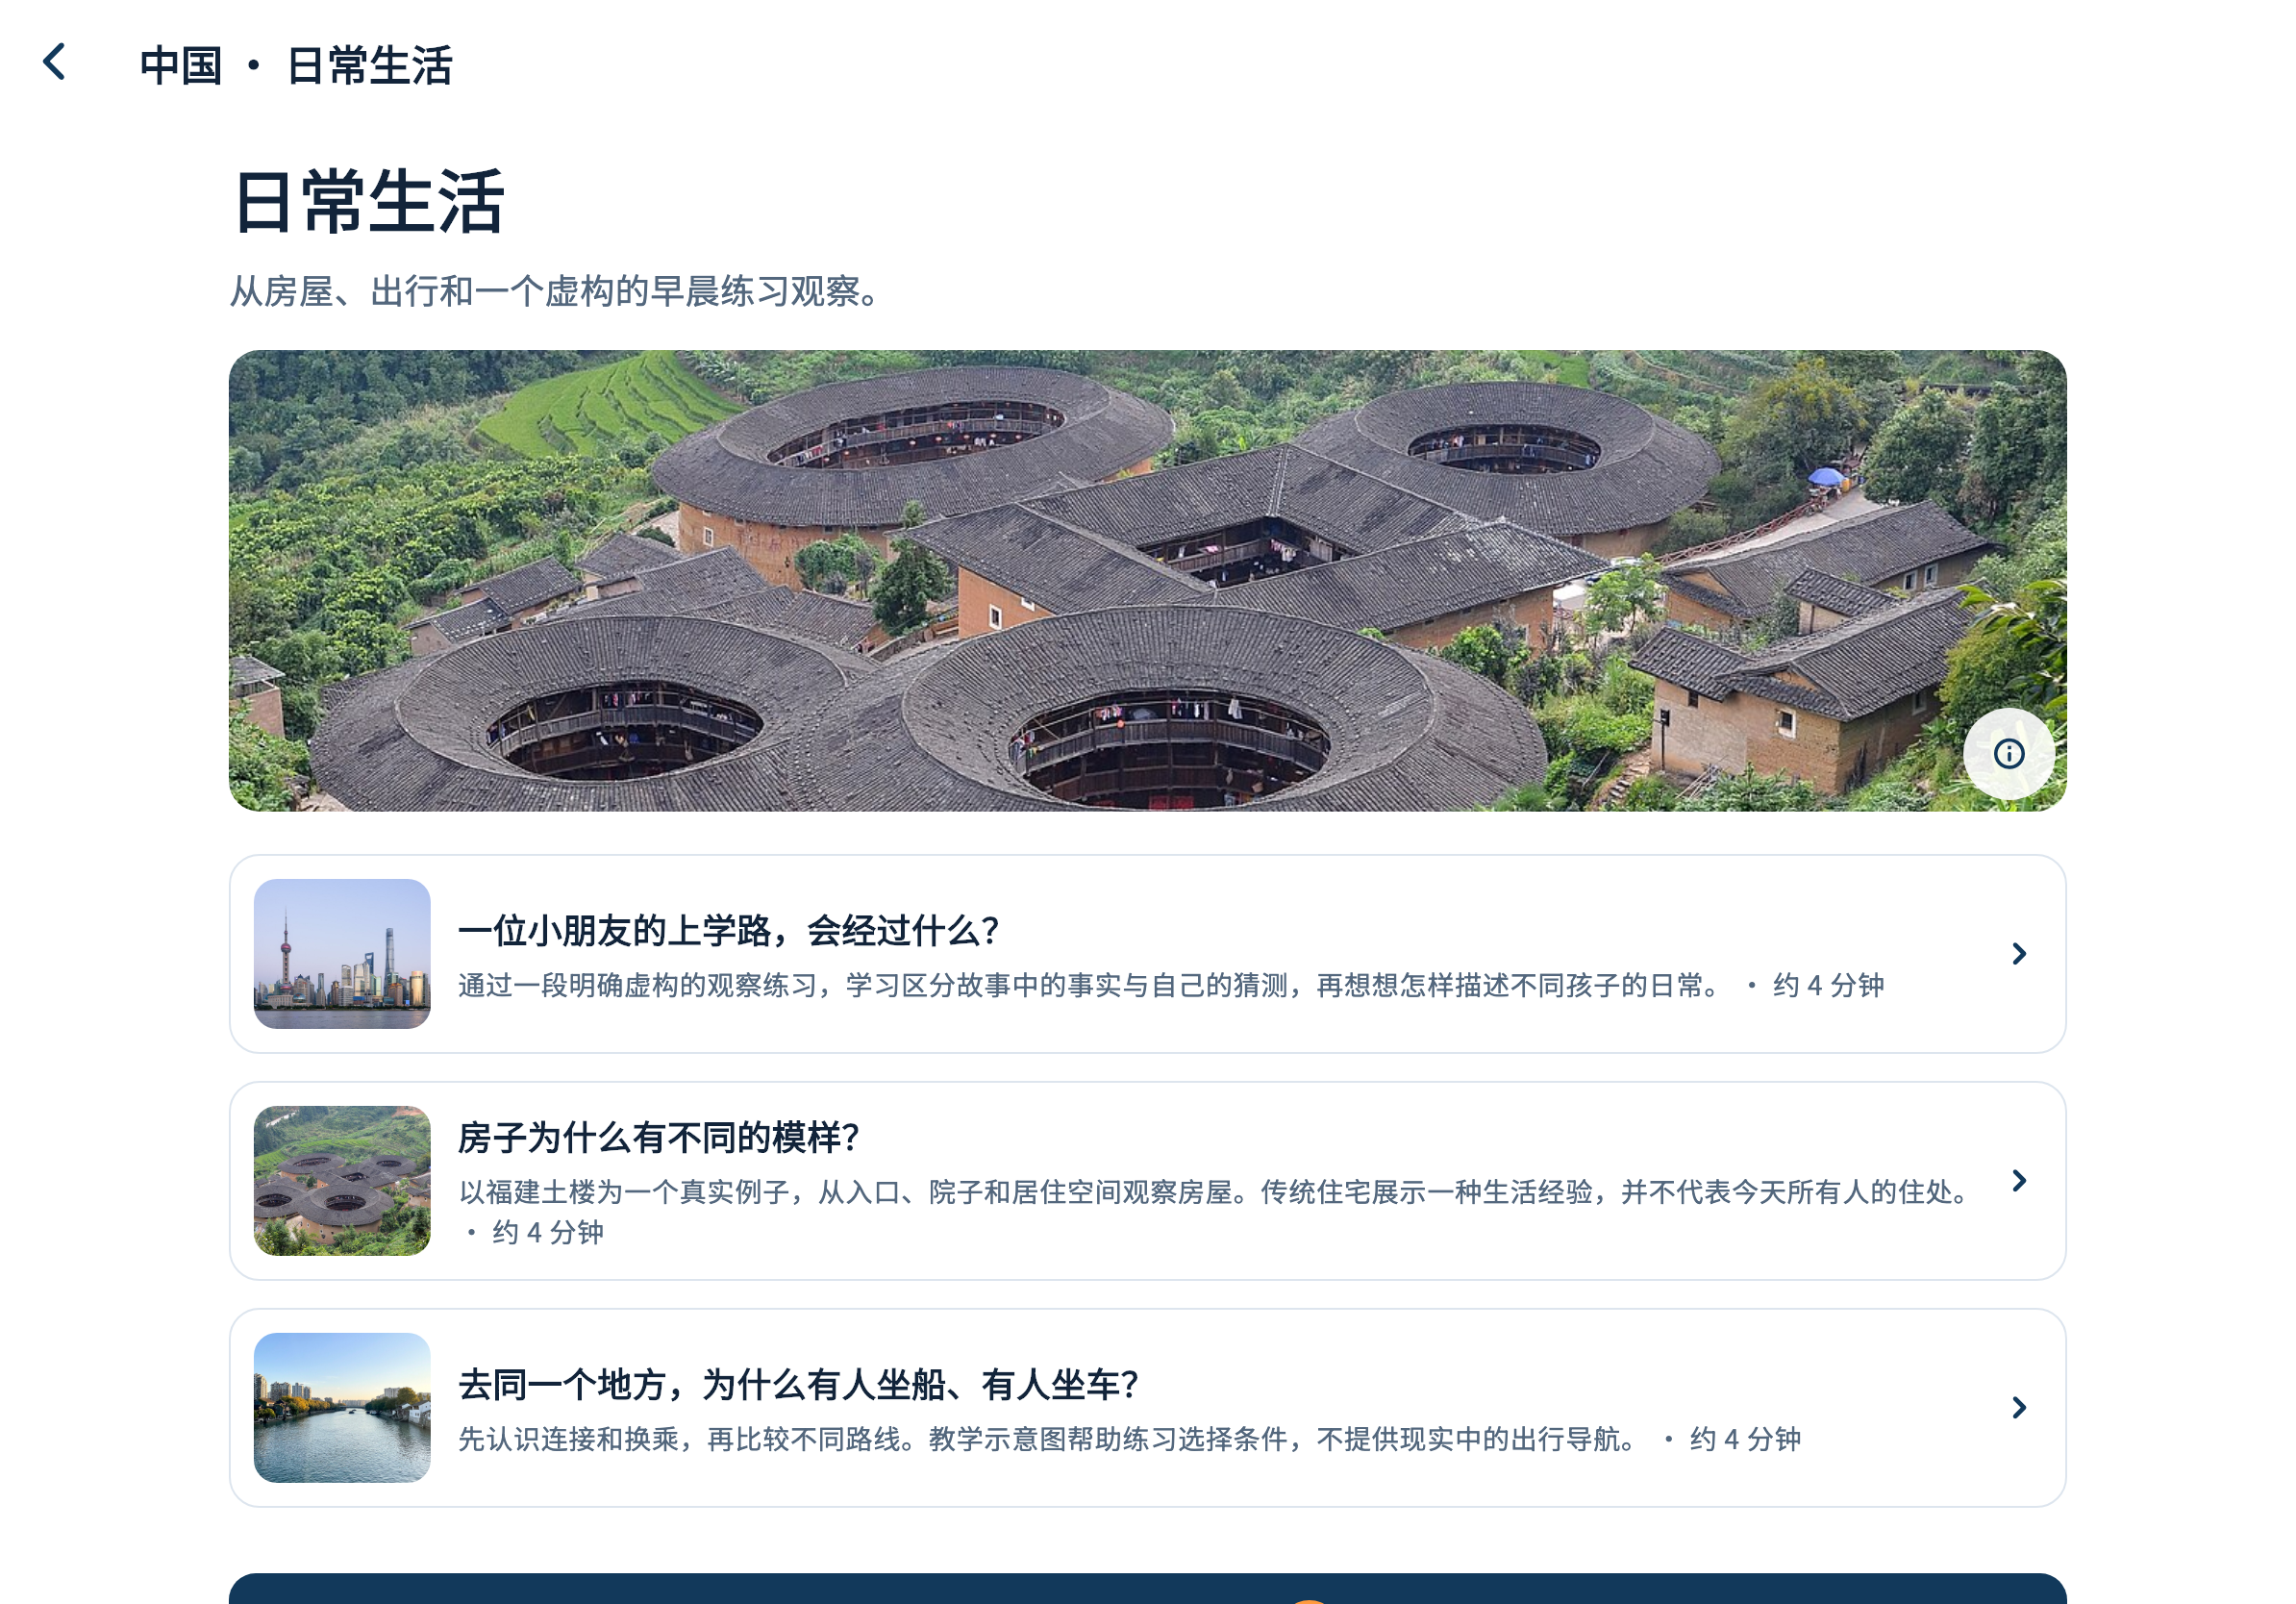 中国 · 日常生活
日常生活
从房屋、出行和一个虚构的早晨练习观察。
一位小朋友的上学路，会经过什么？
通过一段明确虚构的观察练习，学习区分故事中的事实与自己的猜测，再想想怎样描述不同孩子的日常。 · 约 4 分钟
房子为什么有不同的模样？
以福建土楼为一个真实例子，从入口、院子和居住空间观察房屋。传统住宅展示一种生活经验，并不代表今天所有人的住处。
· 约 4 分钟
去同一个地方，为什么有人坐船、有人坐车？
先认识连接和换乘，再比较不同路线。教学示意图帮助练习选择条件，不提供现实中的出行导航。 · 约 4 分钟